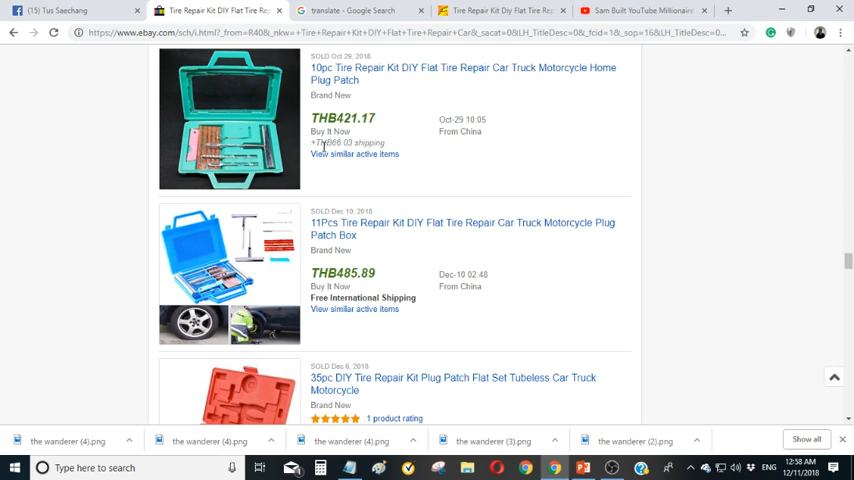 (15) Tus Saechang
Tire Repair Kit DIY Flat Tire Re
translate - Google Search
Tire Repair Kit Diy Flat Tire Re
Sam Built YouTube Millionaire
https://www.ebay.com/sch/i.html?_from=R40&_nkw=+Tire+Repair+Kit+DIY+Flat+Tire+Repair+Car&_sacat=0&LH_TitleDesc=0&_fcid=1&_sop=16&LH_TitleDesc=0...
SOLD Oct 29, 2018
10pc Tire Repair Kit DIY Flat Tire Repair Car Truck Motorcycle Home
Plug Patch
Brand New
THB421.17
Oct-29 10:05
Buy It Now
From China
+THB66.03 shipping
View similar active items
SOLD Dec 10, 2018
11Pcs Tire Repair Kit DIY Flat Tire Repair Car Truck Motorcycle Plug
Patch Box
Brand New
THB485.89
Dec-10 02:48
Buy It Now
From China
Free International Shipping
View similar active items
SOLD Dec 6, 2018
35pc DIY Tire Repair Kit Plug Patch Flat Set Tubeless Car Truck
Motorcycle
Brand New
1 product rating
the wanderer (4).png
the wanderer (4).png
the wanderer (4).png
the wanderer (3).png
the wanderer (2).png
Show all
Type here to search
ENG
12:58 AM
12/11/2018